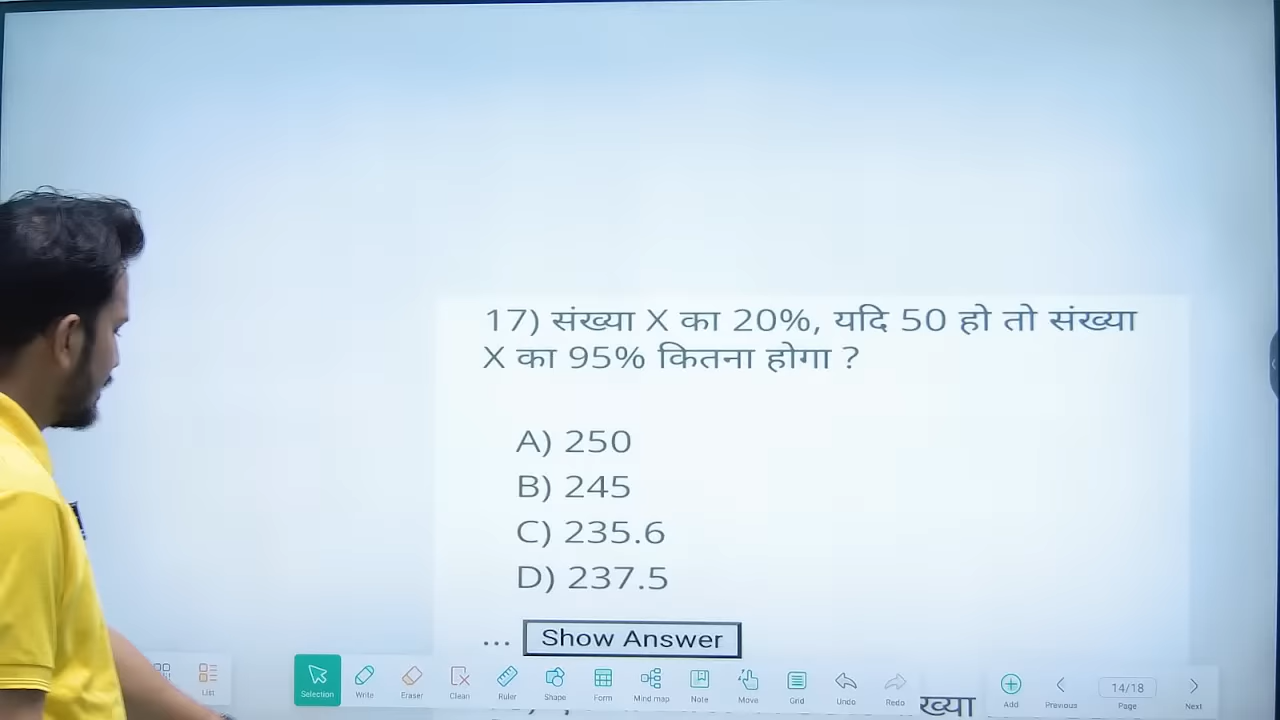 17) संख्या X का 20%, यदि 50 हो तो संख्या
X का 95% कितना होगा ?
A) 250
B) 245
C) 235.6
D) 237.5
... Show Answer
List
Selection
Write
Eraser
Clean
Ruler
Shape
Form
Mind map
Note
Move
Grid
Undo
Redo
ख्या
Add
Previous
14/18
Page
Next